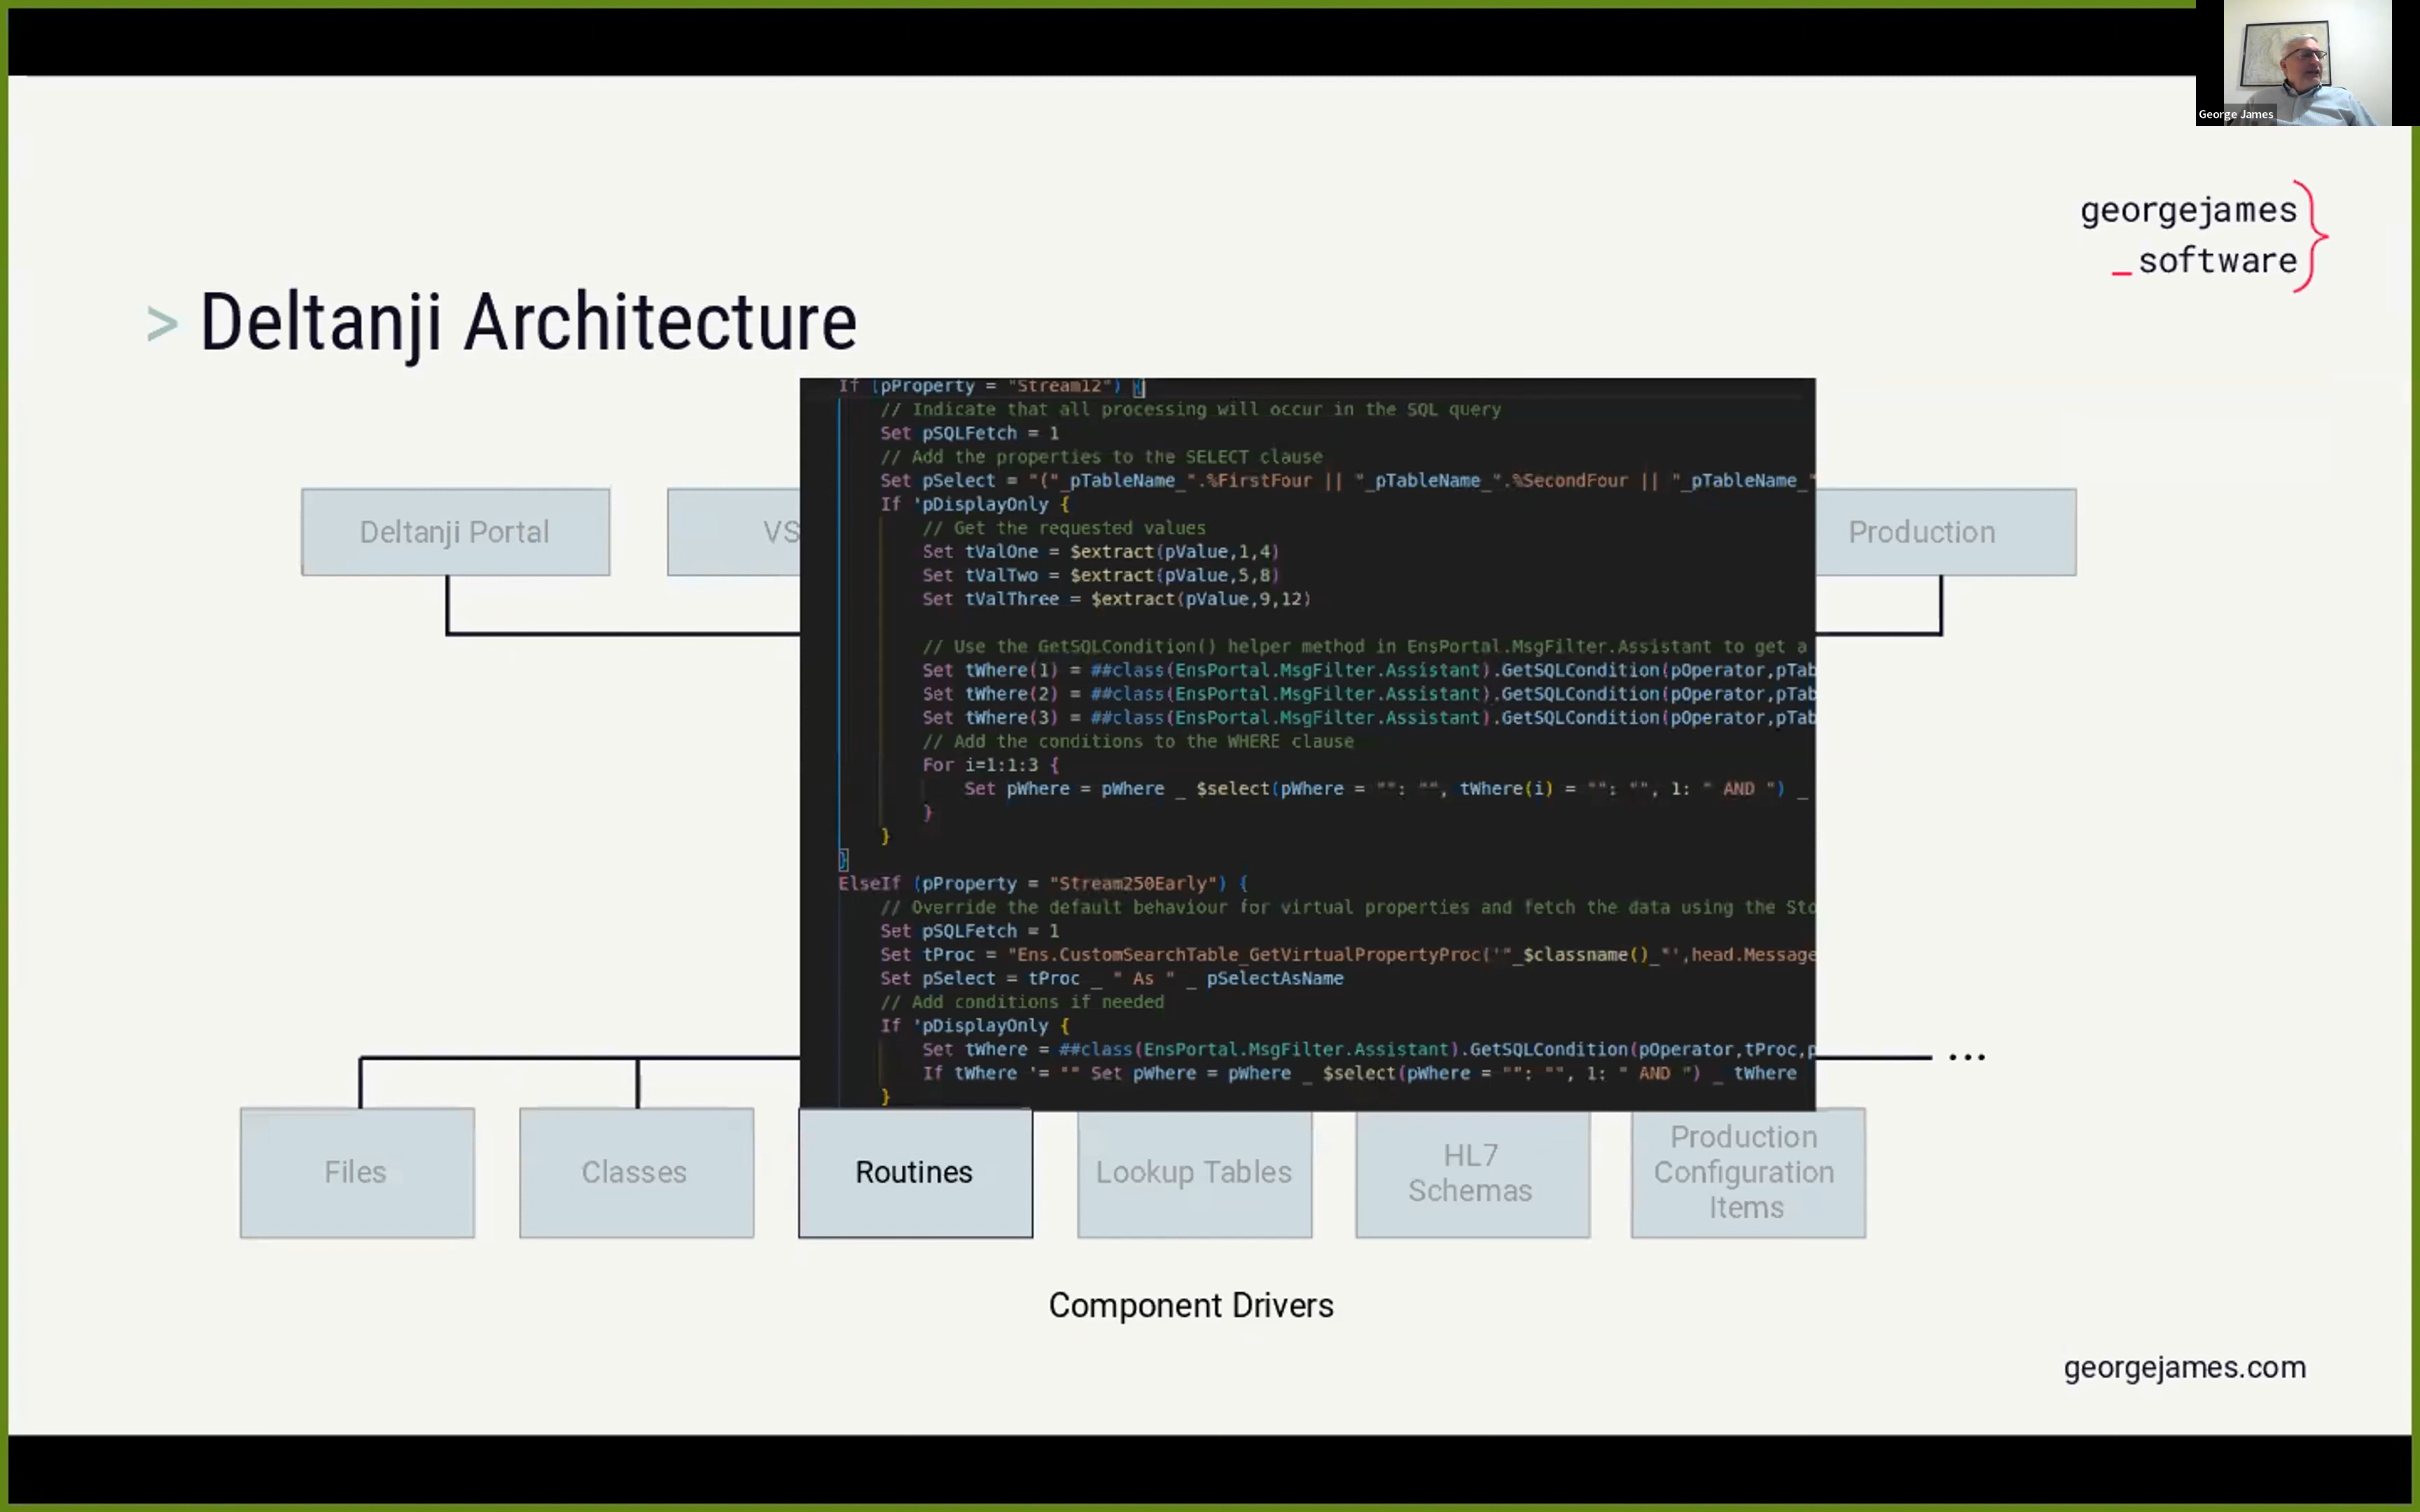 George James
georgejames
_software
> Deltanji Architecture
Deltanji Portal
VS
Production
If (pProperty = "Stream12") {
// Indicate that all processing will occur in the SQL query
Set pSQLFetch = 1
// Add the properties to the SELECT clause
Set pSelect = "("_pTableName_".%FirstFour || "_pTableName_".%SecondFour || "_pTableName_"
If 'pDisplayOnly {
// Get the requested values
Set tValOne = $extract(pValue,1,4)
Set tValTwo = $extract(pValue,5,8)
Set tValThree = $extract(pValue,9,12)
// Use the GetSQLCondition() helper method in EnsPortal.MsgFilter.Assistant to get a
Set tWhere(1) = ##class(EnsPortal.MsgFilter.Assistant).GetSQLCondition(pOperator,pTab
Set tWhere(2) = ##class(EnsPortal.MsgFilter.Assistant).GetSQLCondition(pOperator,pTab
Set tWhere(3) = ##class(EnsPortal.MsgFilter.Assistant).GetSQLCondition(pOperator,pTab
// Add the conditions to the WHERE clause
For i=1:1:3 {
Set pWhere = pWhere _ $select(pWhere = "": "", tWhere(i) = "": "", 1: " AND ") _
}
}
}
ElseIf (pProperty = "Stream250Early") {
// Override the default behaviour for virtual properties and fetch the data using the Sto
Set pSQLFetch = 1
Set tProc = "Ens.CustomSearchTable_GetVirtualPropertyProc('"_$classname()_"',head.Message
Set pSelect = tProc _ " As " _ pSelectAsName
// Add conditions if needed
If 'pDisplayOnly {
Set tWhere = ##class(EnsPortal.MsgFilter.Assistant).GetSQLCondition(pOperator,tProc,p
If tWhere '= "" Set pWhere = pWhere _ $select(pWhere = "": "", 1: " AND ") _ tWhere
}
...
Files
Classes
Routines
Lookup Tables
HL7
Schemas
Production
Configuration
Items
Component Drivers
georgejames.com